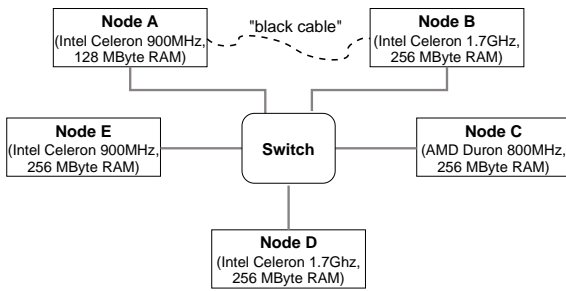 Node A
(Intel Celeron 900MHz,
128 MByte RAM)
"black cable"
Node B
(Intel Celeron 1.7GHz,
256 MByte RAM)
Node E
(Intel Celeron 900MHz,
256 MByte RAM)
Switch
Node C
(AMD Duron 800MHz,
256 MByte RAM)
Node D
(Intel Celeron 1.7Ghz,
256 MByte RAM)